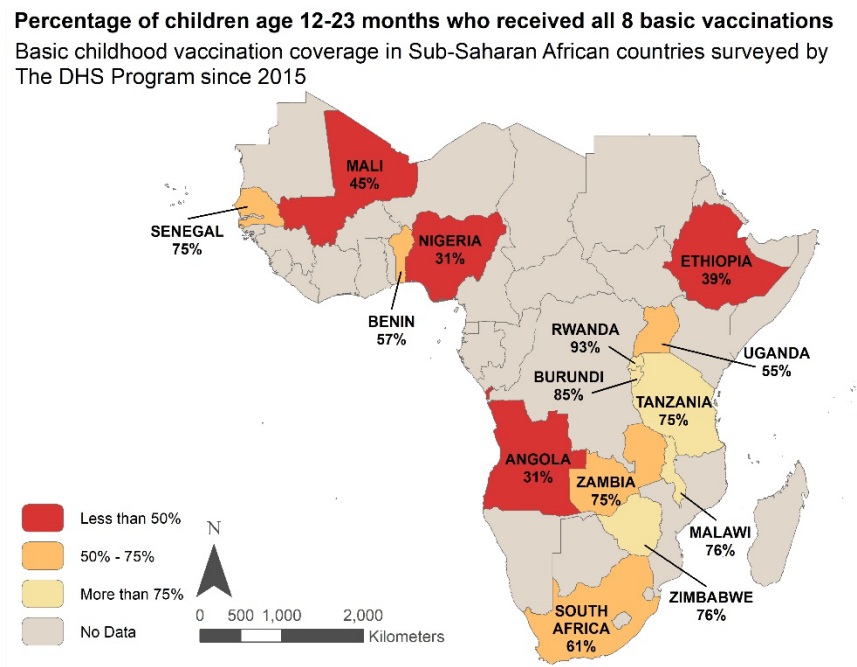 Percentage of children age 12-23 months who received all 8 basic vaccinations
Basic childhood vaccination coverage in Sub-Saharan African countries surveyed by
The DHS Program since 2015
MALI
45%
SENEGAL
75%
NIGERIA
31%
ETHIOPIA
39%
BENIN
57%
RWANDA
93%
UGANDA
55%
BURUNDI
85%
TANZANIA
75%
ANGOLA
31%
ZAMBIA
75%
MALAWI
76%
ZIMBABWE
76%
SOUTH
AFRICA
61%
Less than 50%
50% - 75%
More than 75%
No Data
N
0 500 1,000 2,000
Kilometers